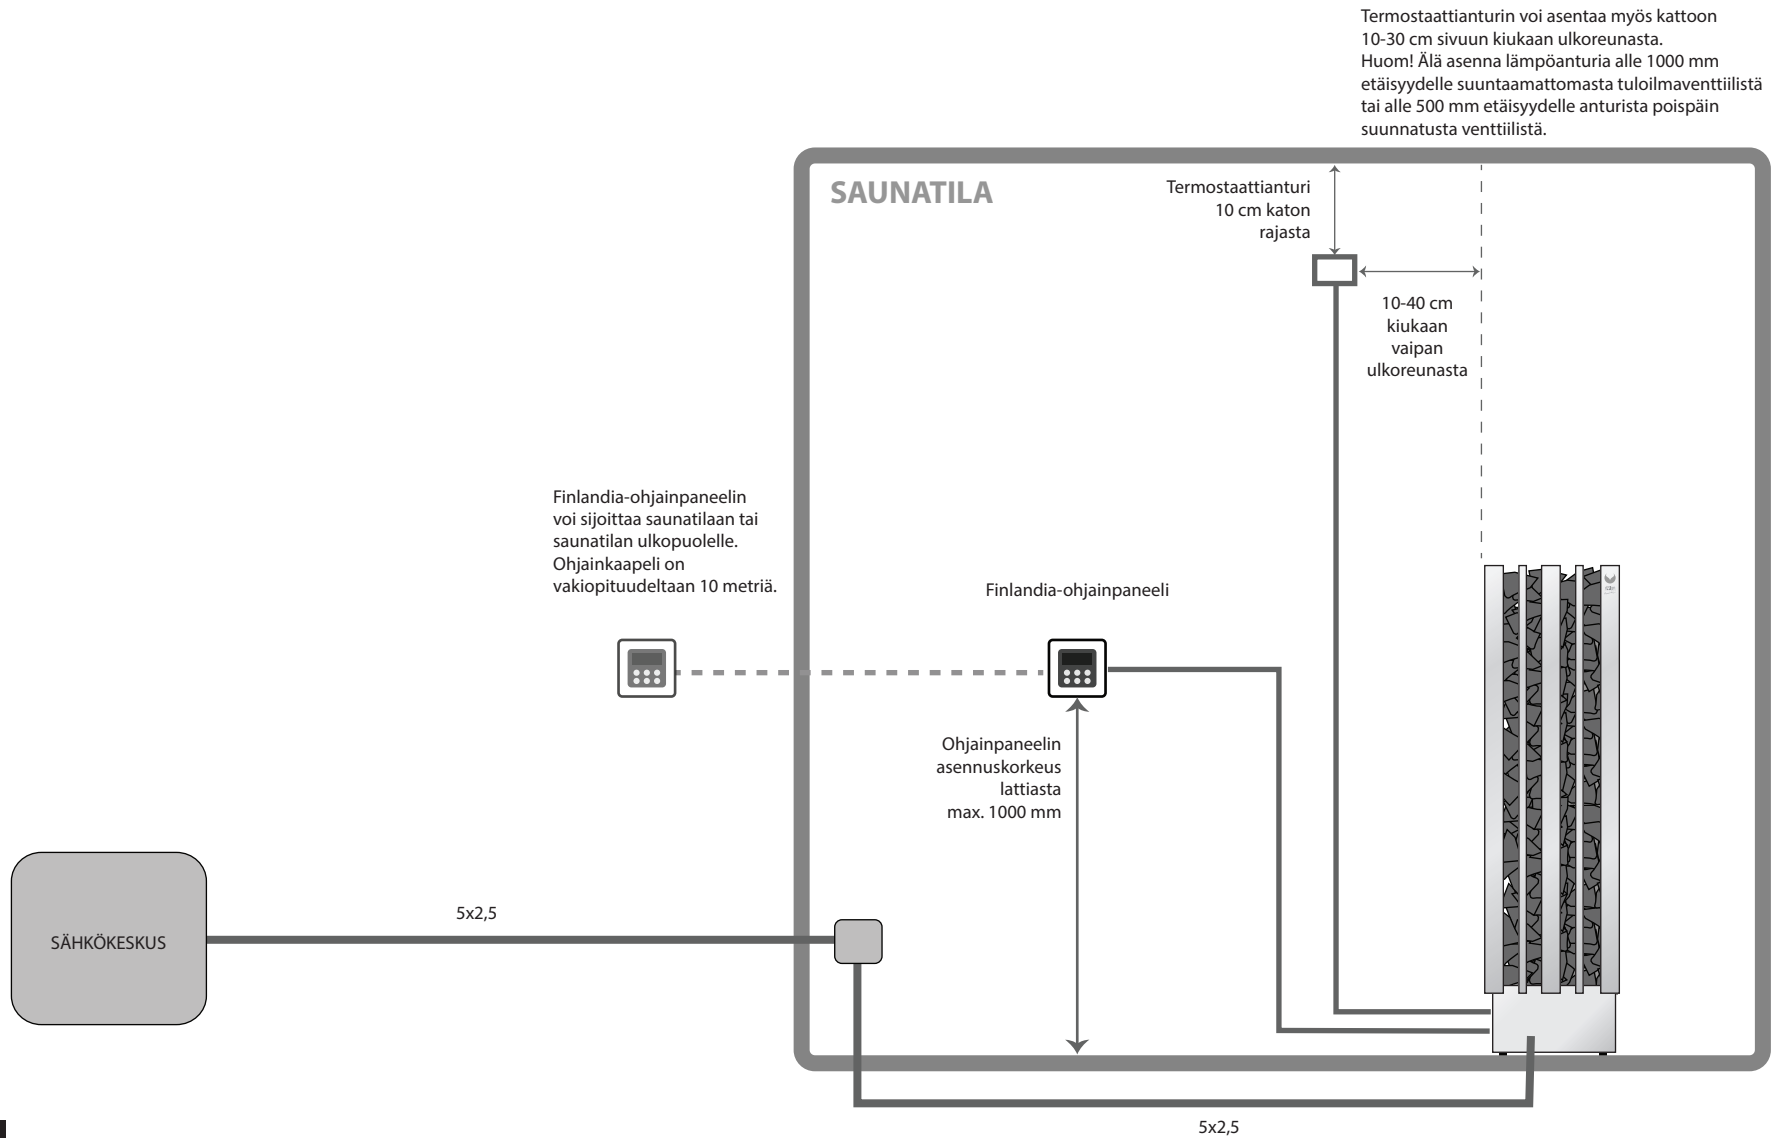 Termostaattianturin voi asentaa myös kattoon
10-30 cm sivuun kiukaan ulkoreunasta.
Huom! Älä asenna lämpöanturia alle 1000 mm
etäisyydelle suuntaamattomasta tuloilmaventtiilistä
tai alle 500 mm etäisyydelle anturista poispäin
suunnatusta venttiilistä.
SAUNATILA
Termostaattianturi
10 cm katon
rajasta
10-40 cm
kiukaan
vaipan
ulkoreunasta
Finlandia-ohjainpaneelin
voi sijoittaa saunatilaan tai
saunatilan ulkopuolelle.
Ohjainkaapeli on
vakiopituudeltaan 10 metriä.
Finlandia-ohjainpaneeli
Ohjainpaneelin
asennuskorkeus
lattiasta
max. 1000 mm
SÄHKÖKESKUS
5x2,5
5x2,5